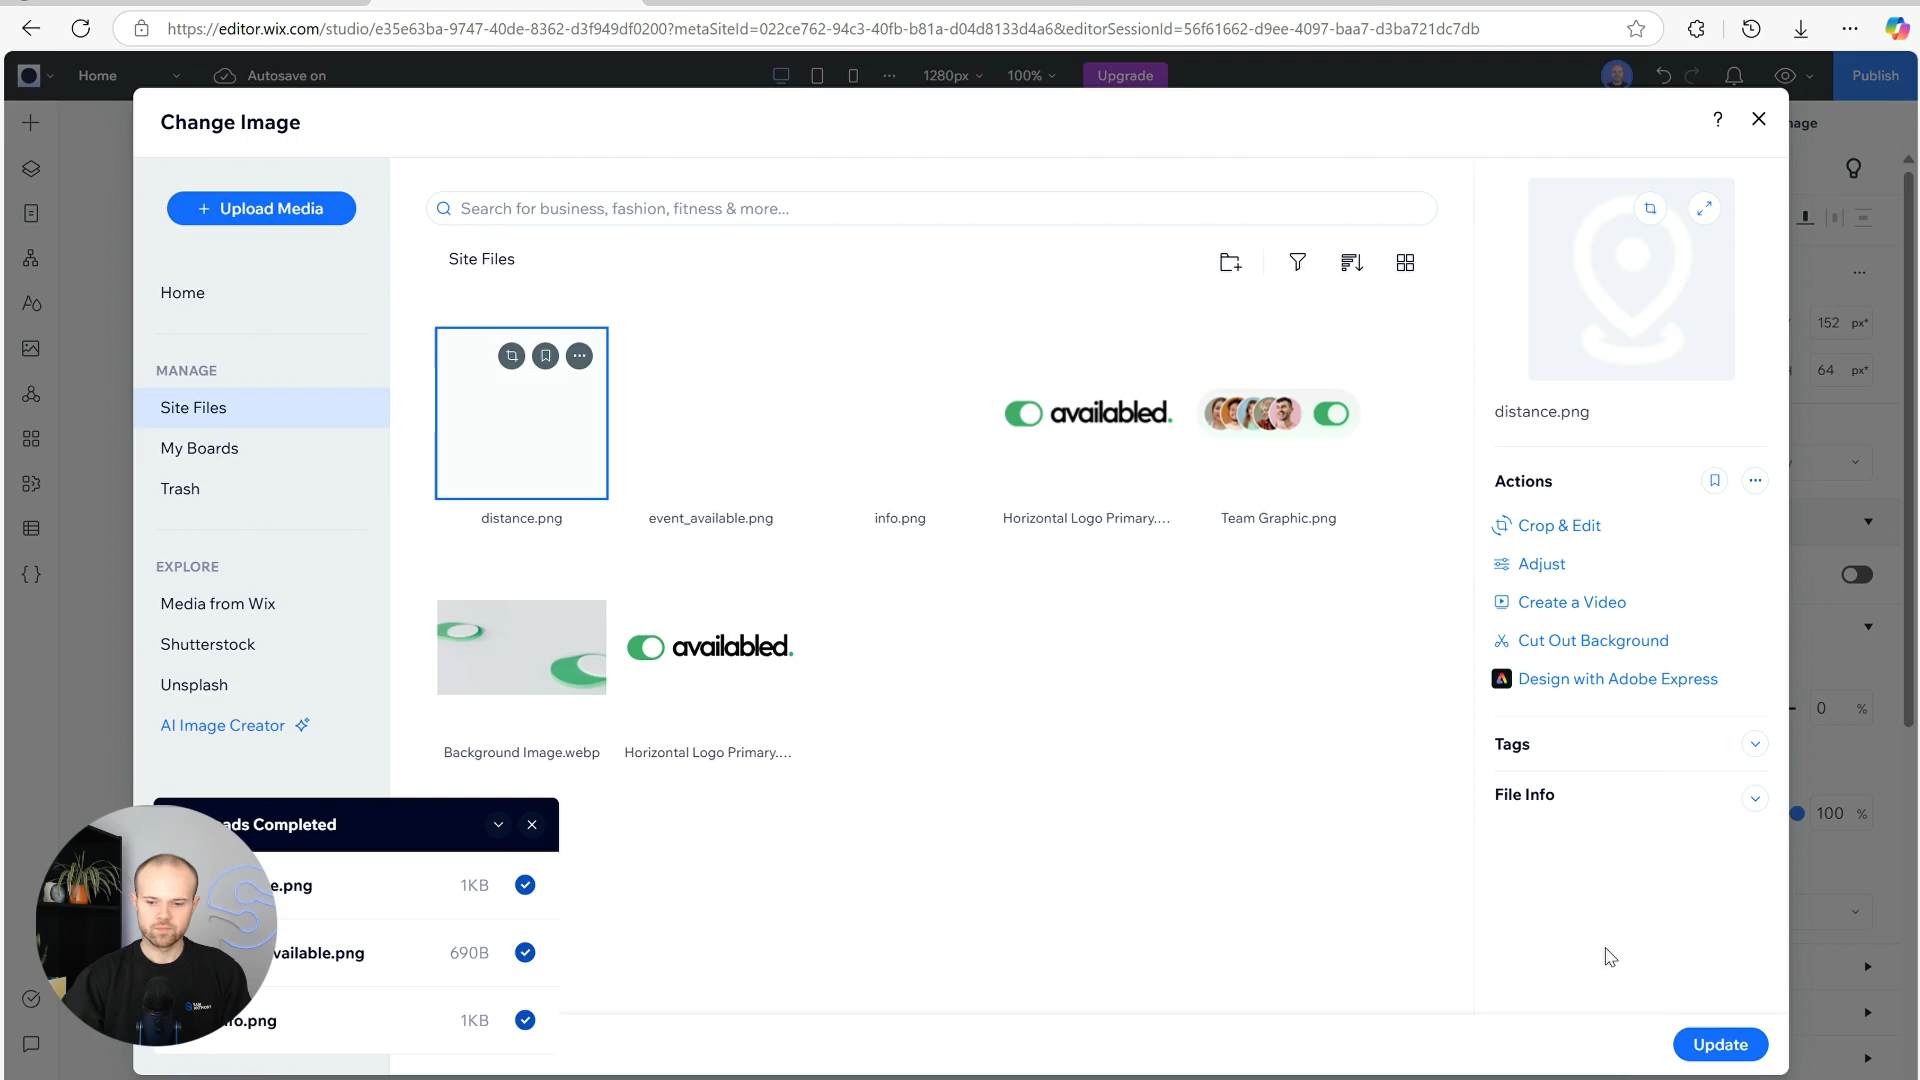 https://editor.wix.com/studio/e35e63ba-9747-40de-8362-d3f949df0200?metaSiteId=022ce762-94c3-40fb-b81a-d04d8133d4a6&editorSessionId=56f61662-d9ee-4097-baa7-d3ba721dc7db
Home
Autosave on
1280px
100%
Upgrade
Publish
Change Image
?
Upload Media
Search for business, fashion, fitness & more...
Site Files
Home
MANAGE
Site Files
My Boards
Trash
EXPLORE
Media from Wix
Shutterstock
Unsplash
AI Image Creator
availabled.
distance.png
event_available.png
info.png
Horizontal Logo Primary....
Team Graphic.png
availabled.
Background Image.webp
Horizontal Logo Primary....
distance.png
Actions
Crop & Edit
Adjust
Create a Video
Cut Out Background
Design with Adobe Express
Tags
File Info
Update
152 px*
64 px*
0 %
100 %
Completed
e.png
1KB
vailable.png
690B
fo.png
1KB